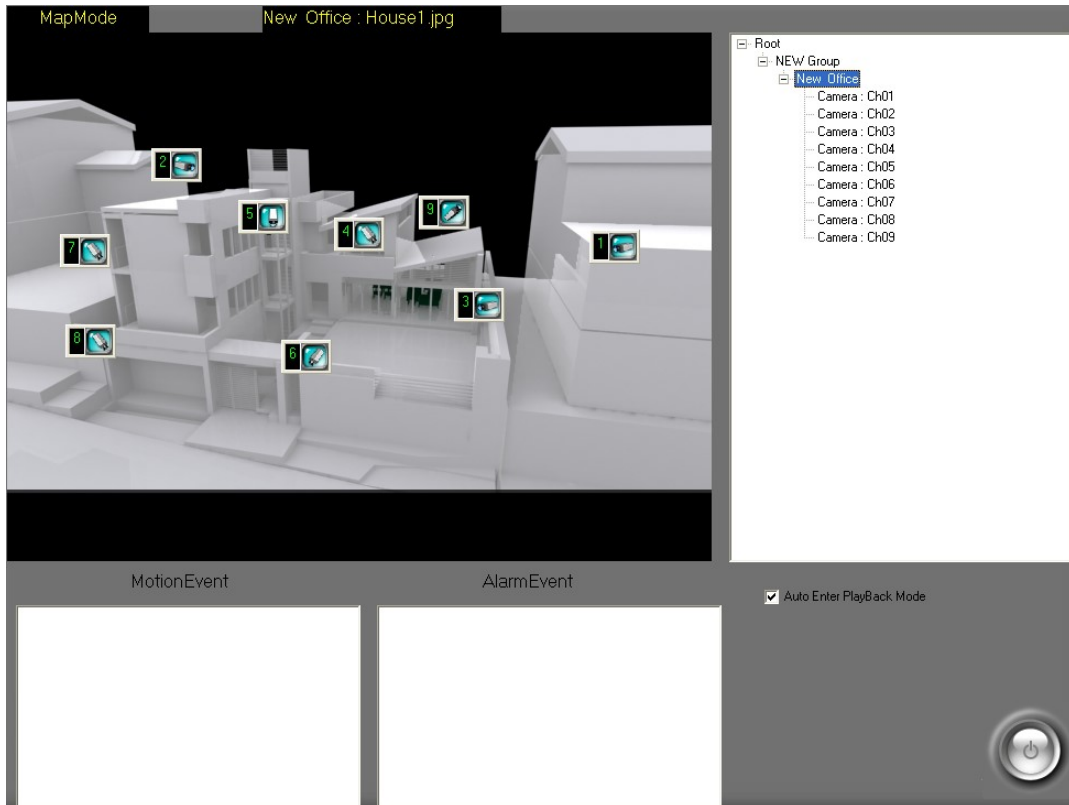 MapMode
New Office : House1.jpg
2
5
9
4
7
1
3
8
6
Root
NEW Group
New Office
Camera : Ch01
Camera : Ch02
Camera : Ch03
Camera : Ch04
Camera : Ch05
Camera : Ch06
Camera : Ch07
Camera : Ch08
Camera : Ch09
MotionEvent
AlarmEvent
Auto Enter PlayBack Mode